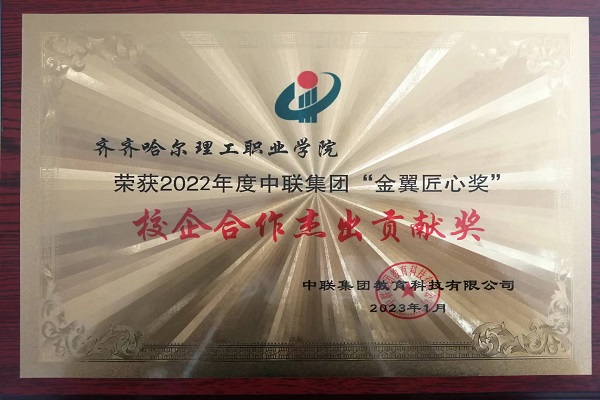 齐齐哈尔理工职业学院
荣获2022年度中联集团“金翼匠心奖”
校企合作杰出贡献奖
中联集团教育科技有限公司
2023年1月